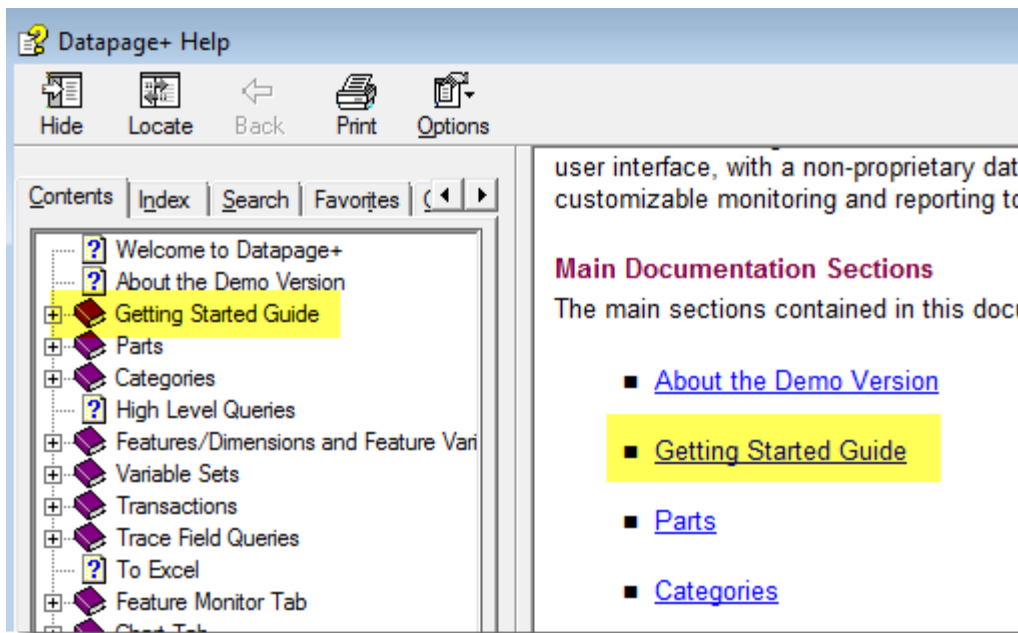 Datapage+ Help
Hide Locate Back Print Options
Contents Index Search Favorites
Welcome to Datapage+
About the Demo Version
Getting Started Guide
Parts
Categories
High Level Queries
Features/Dimensions and Feature Vari
Variable Sets
Transactions
Trace Field Queries
To Excel
Feature Monitor Tab
Chart Tab
user interface, with a non-proprietary dat
customizable monitoring and reporting to
Main Documentation Sections
The main sections contained in this docu
About the Demo Version
Getting Started Guide
Parts
Categories